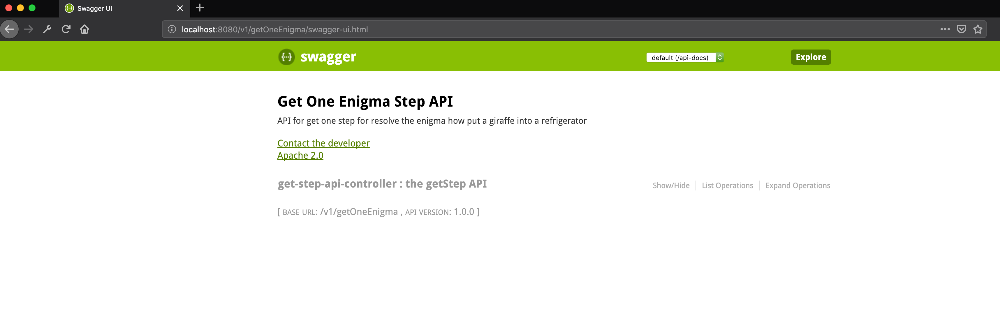 Swagger UI
localhost:8080/v1/getOneEnigma/swagger-ui.html
swagger
default (/api-docs)
Explore
Get One Enigma Step API
API for get one step for resolve the enigma how put a giraffe into a refrigerator
Contact the developer
Apache 2.0
get-step-api-controller : the getStep API
Show/Hide
List Operations
Expand Operations
[ BASE URL: /v1/getOneEnigma , API VERSION: 1.0.0 ]